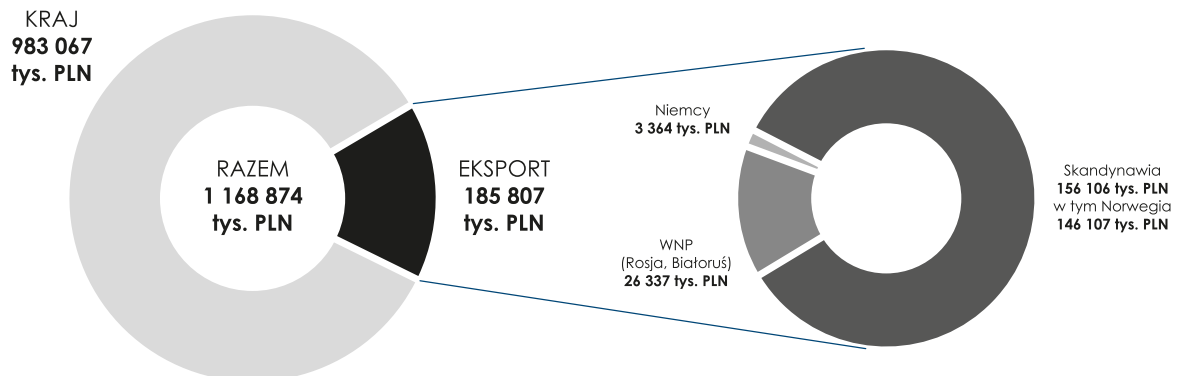 KRAJ
983 067
tys. PLN
RAZEM
1 168 874
tys. PLN
EKSPORT
185 807
tys. PLN
Niemcy
3 364 tys. PLN
WNP
(Rosja, Białoruś)
26 337 tys. PLN
Skandynawia
156 106 tys. PLN
w tym Norwegia
146 107 tys. PLN